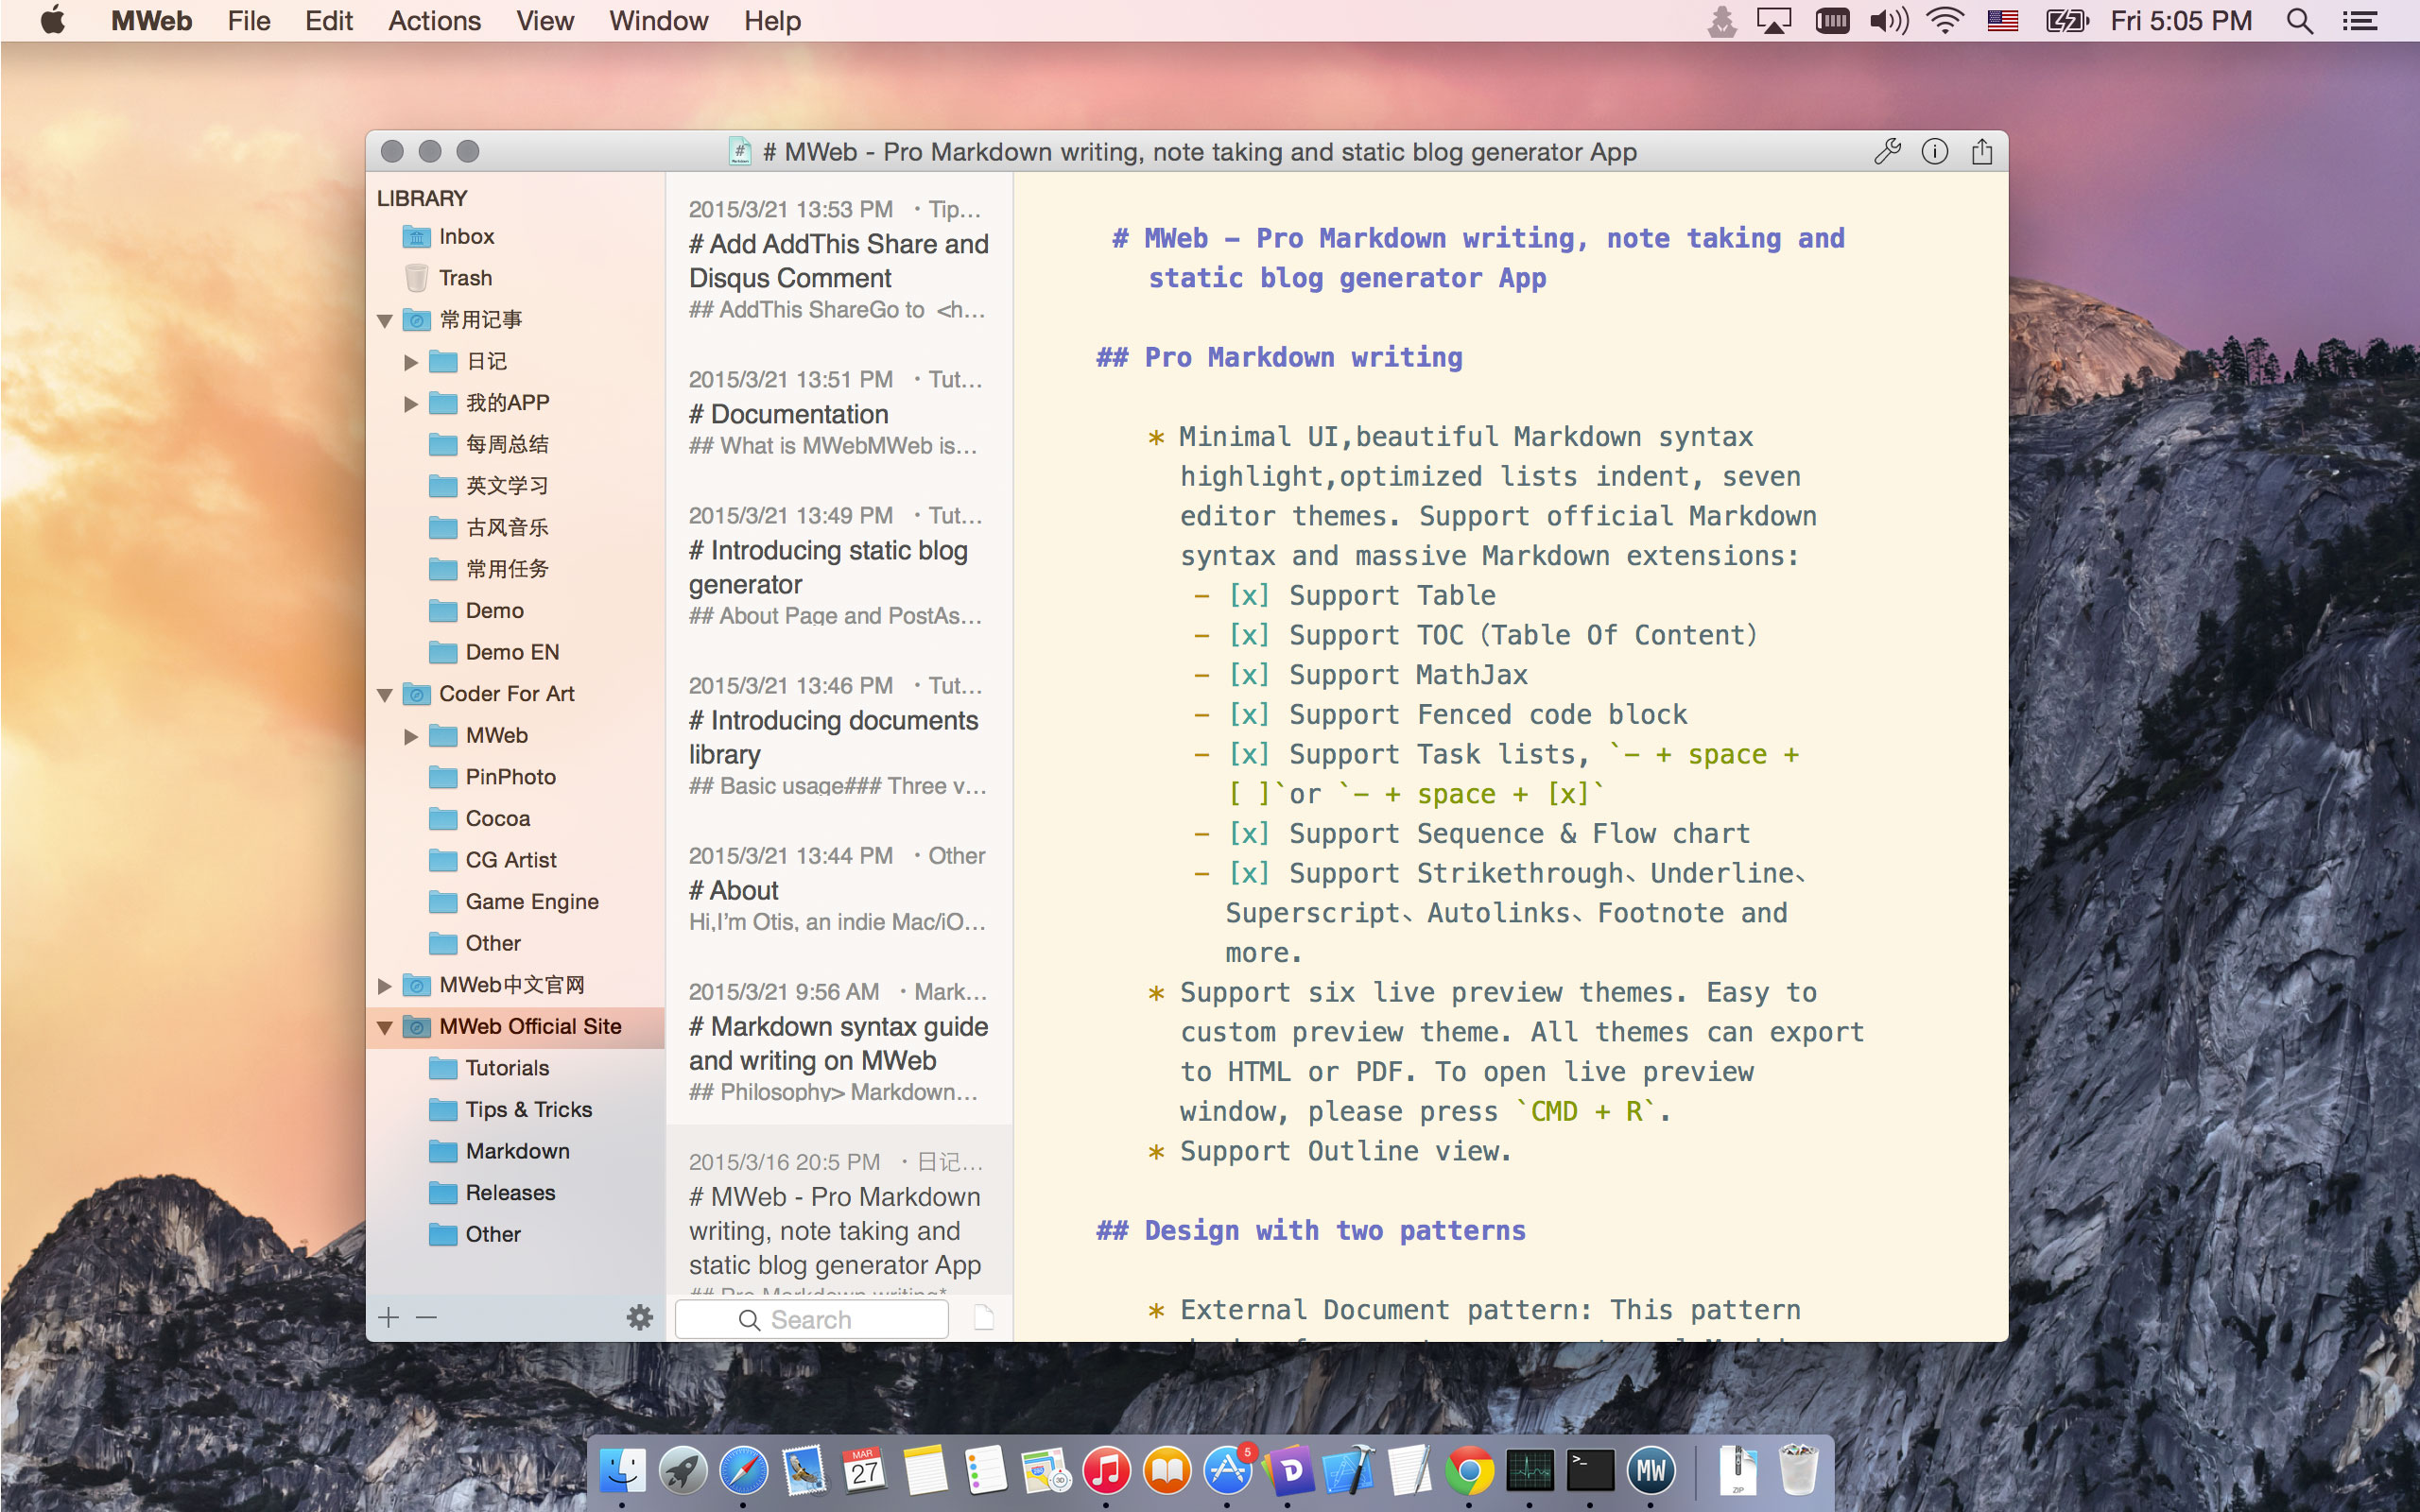 MWeb File Edit Actions View Window Help
Fri 5:05 PM
# MWeb - Pro Markdown writing, note taking and static blog generator App
LIBRARY
Inbox
Trash
常用记事
日记
我的APP
每周总结
英文学习
古风音乐
常用任务
Demo
Demo EN
Coder For Art
MWeb
PinPhoto
Cocoa
CG Artist
Game Engine
Other
MWeb中文官网
MWeb Official Site
Tutorials
Tips & Tricks
Markdown
Releases
Other
2015/3/21 13:53 PM ・Tip…
# Add AddThis Share and
Disqus Comment
## AddThis ShareGo to <h…
2015/3/21 13:51 PM ・Tut…
# Documentation
## What is MWebMWeb is…
2015/3/21 13:49 PM ・Tut…
# Introducing static blog
generator
## About Page and PostAs…
2015/3/21 13:46 PM ・Tut…
# Introducing documents
library
## Basic usage### Three v…
2015/3/21 13:44 PM ・Other
# About
Hi,I'm Otis, an indie Mac/iO…
2015/3/21 9:56 AM ・Mark…
# Markdown syntax guide
and writing on MWeb
## Philosophy> Markdown…
2015/3/16 20:5 PM ・日记…
# MWeb - Pro Markdown
writing, note taking and
static blog generator App
## Pro Markdown writing*
Search
# MWeb – Pro Markdown writing, note taking and
static blog generator App
## Pro Markdown writing
* Minimal UI,beautiful Markdown syntax
highlight,optimized lists indent, seven
editor themes. Support official Markdown
syntax and massive Markdown extensions:
– [x] Support Table
– [x] Support TOC（Table Of Content）
– [x] Support MathJax
– [x] Support Fenced code block
– [x] Support Task lists, `– + space +
[ ]`or `– + space + [x]`
– [x] Support Sequence & Flow chart
– [x] Support Strikethrough、Underline、
Superscript、Autolinks、Footnote and
more.
* Support six live preview themes. Easy to
custom preview theme. All themes can export
to HTML or PDF. To open live preview
window, please press `CMD + R`.
* Support Outline view.
## Design with two patterns
* External Document pattern: This pattern
MAR
27
3D
5
D
>_
MW
ZIP